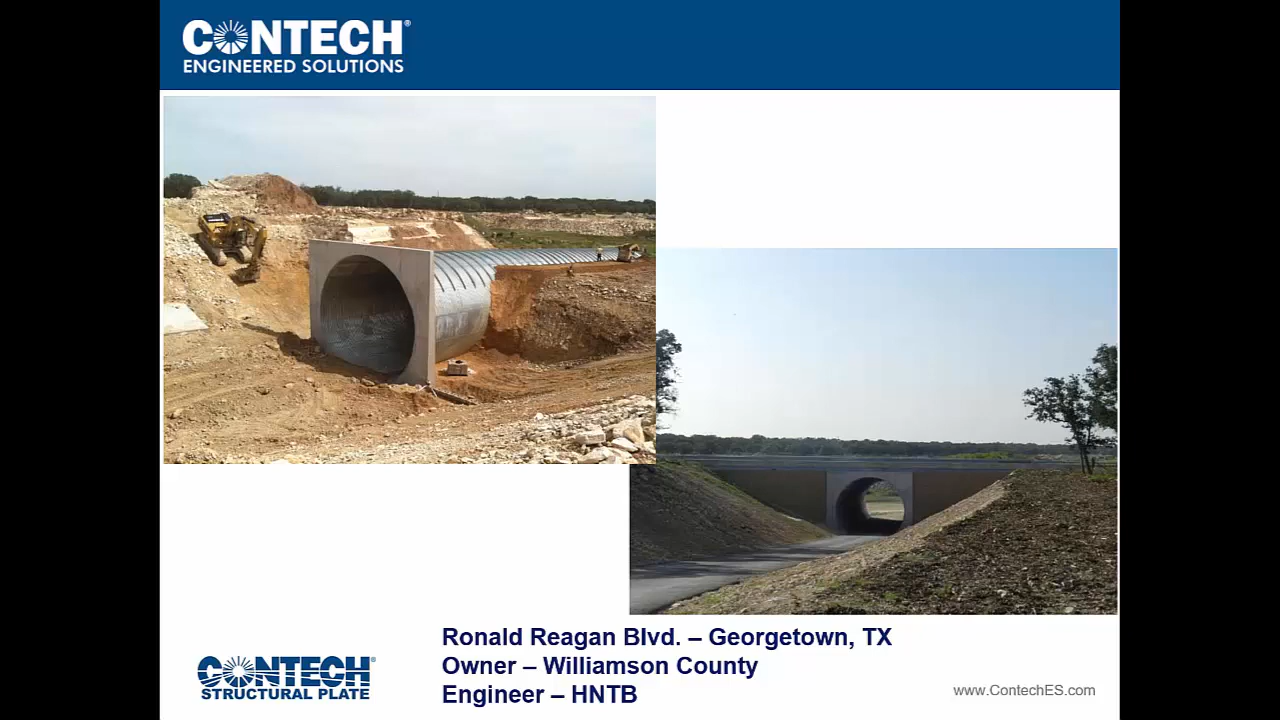 CONTECH®
ENGINEERED SOLUTIONS
Ronald Reagan Blvd. – Georgetown, TX
Owner – Williamson County
Engineer – HNTB
CONTECH®
STRUCTURAL PLATE
www.ContechES.com